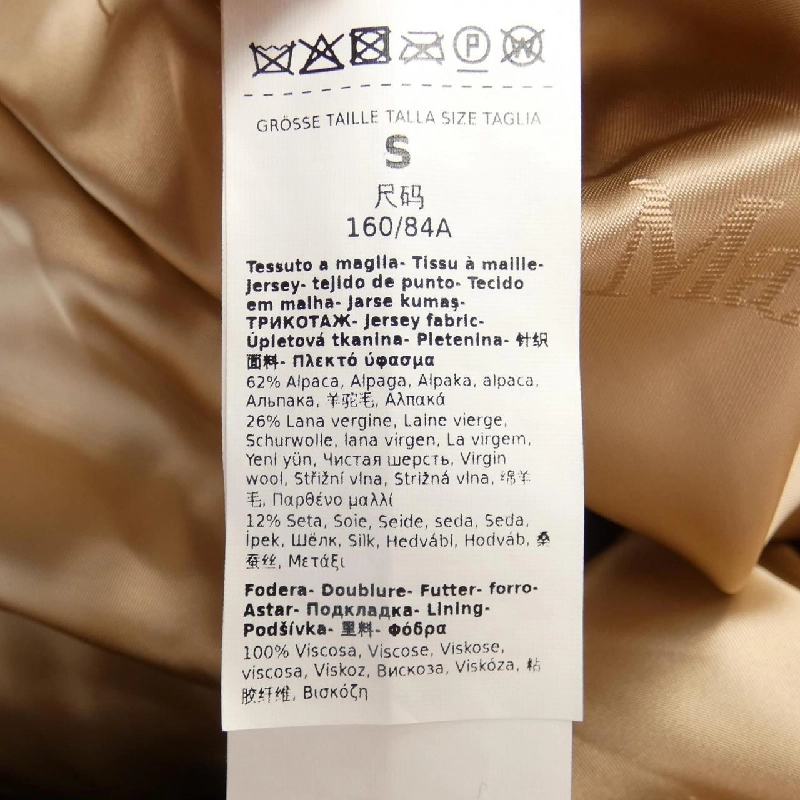 P
W
GRÖSSE TAILLE TALLA SIZE TAGLIA
S
尺码
160/84A
Tessuto a maglia- Tissu à maille-
Jersey- tejido de punto- Tecido
em malha- Jarse kumaş-
ТРИКОТАЖ- Jersey fabric-
Úpletová tkanina- Pletenina- 针织
面料- Πλεκτό ύφασμα
62% Alpaca, Alpaga, Alpaka, alpaca,
Альпака, 羊驼毛, Αλπακά
26% Lana vergine, Laine vierge,
Schurwolle, lana virgen, La virgem,
Yeni yün, Чистая шерсть, Virgin
wool, Střižní vlna, Strižná vlna, 绵羊
毛, Παρθένο μαλλί
12% Seta, Soie, Seide, seda, Seda,
İpek, Шёлк, Silk, Hedvábí, Hodváb, 桑
蚕丝, Μετάξι
Fodera- Doublure- Futter- forro-
Astar- Подкладка- Lining-
Podšívka- 里料- Φόδρα
100% Viscosa, Viscose, Viskose,
viscosa, Viskoz, Вискоза, Viskóza, 粘
胶纤维, Βισκόζη
Ma